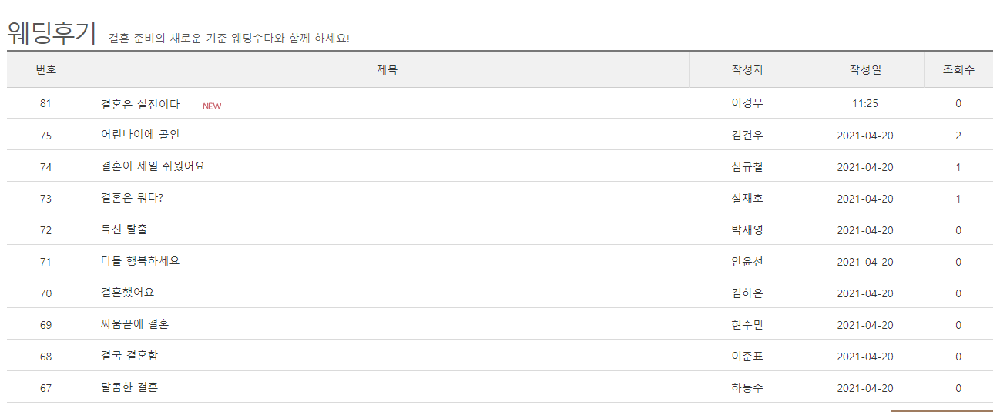 웨딩후기 결혼 준비의 새로운 기준 웨딩수다와 함께 하세요!
번호 제목 작성자 작성일 조회수
81 결혼은 실전이다 NEW 이경무 11:25 0
75 어린나이에 골인 김건우 2021-04-20 2
74 결혼이 제일 쉬웠어요 심규철 2021-04-20 1
73 결혼은 뭐다? 설재호 2021-04-20 1
72 독신 탈출 박재영 2021-04-20 0
71 다들 행복하세요 안윤선 2021-04-20 0
70 결혼했어요 김하은 2021-04-20 0
69 싸움끝에 결혼 현수민 2021-04-20 0
68 결국 결혼함 이준표 2021-04-20 0
67 달콤한 결혼 하동수 2021-04-20 0